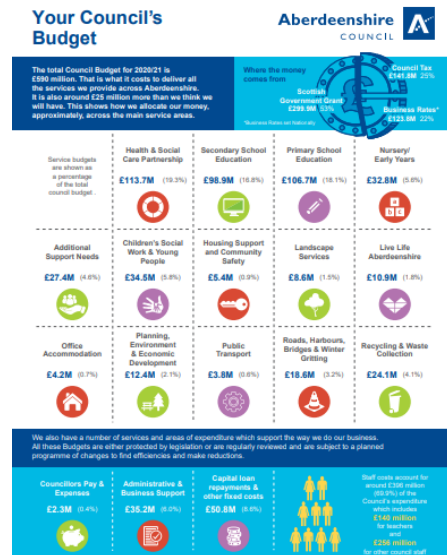 Your Council's
Budget
Aberdeenshire
COUNCIL
The total Council Budget for 2020/21 is
£590 million. That is what it costs to deliver all
the services we provide across Aberdeenshire.
It is also around £25 million more than we think we
will have. This shows how we allocate our money,
approximately, across the main service areas.
Where the money
comes from
Council Tax
£141.8M 25%
Scottish
Government Grant
£299.9M 53%
Business Rates*
£123.6M 22%
*Business Rates set Nationally
Service budgets
are shown as
a percentage
of the total
council budget .
Health & Social
Care Partnership
£113.7M (19.3%)
Secondary School
Education
£98.9M (16.8%)
Primary School
Education
£106.7M (18.1%)
Nursery/
Early Years
£32.8M (5.6%)
a
b c
Additional
Support Needs
£27.4M (4.6%)
Children's Social
Work & Young
People
£34.5M (5.8%)
Housing Support
and Community
Safety
£5.4M (0.9%)
Landscape
Services
£8.6M (1.5%)
Live Life
Aberdeenshire
£10.9M (1.8%)
Office
Accommodation
£4.2M (0.7%)
Planning,
Environment
& Economic
Development
£12.4M (2.1%)
Public
Transport
£3.8M (0.6%)
Roads, Harbours,
Bridges & Winter
Gritting
£18.6M (3.2%)
Recycling & Waste
Collection
£24.1M (4.1%)
We also have a number of services and areas of expenditure which support the way we do our business.
All these Budgets are either protected by legislation or are regularly reviewed and are subject to a planned
programme of changes to find efficiencies and make reductions.
Councillors Pay &
Expenses
£2.3M (0.4%)
Administrative &
Business Support
£35.2M (6.0%)
Capital loan
repayments &
other fixed costs
£50.8M (8.6%)
Staff costs account for
around £396 million
(69.9%) of the
Council's expenditure
which includes
£140 million
for teachers
and
£256 million
for other council staff